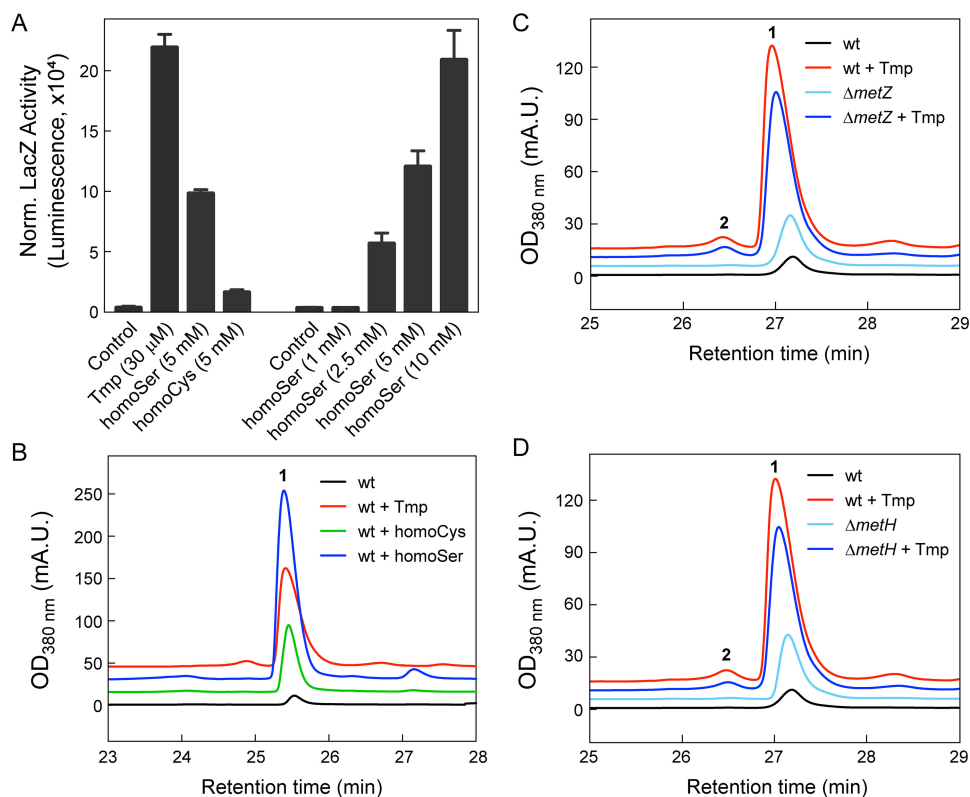 A
Norm. LacZ Activity
(Luminescence, x10⁴)
20
10
5
0
Control
Tmp (30 µM)
homoSer (5 mM)
homoCys (5 mM)
Control
homoSer (1 mM)
homoSer (2.5 mM)
homoSer (5 mM)
homoSer (10 mM)
B
OD380 nm (mA.U.)
250
200
150
100
50
0
1
wt
wt + Tmp
wt + homoCys
wt + homoSer
23
24
25
26
27
28
Retention time (min)
C
OD380 nm (mA.U.)
120
90
60
30
0
1
2
wt
wt + Tmp
ΔmetZ
ΔmetZ + Tmp
25
26
27
28
29
Retention time (min)
D
OD380 nm (mA.U.)
120
90
60
30
0
1
2
wt
wt + Tmp
ΔmetH
ΔmetH + Tmp
25
26
27
28
29
Retention time (min)